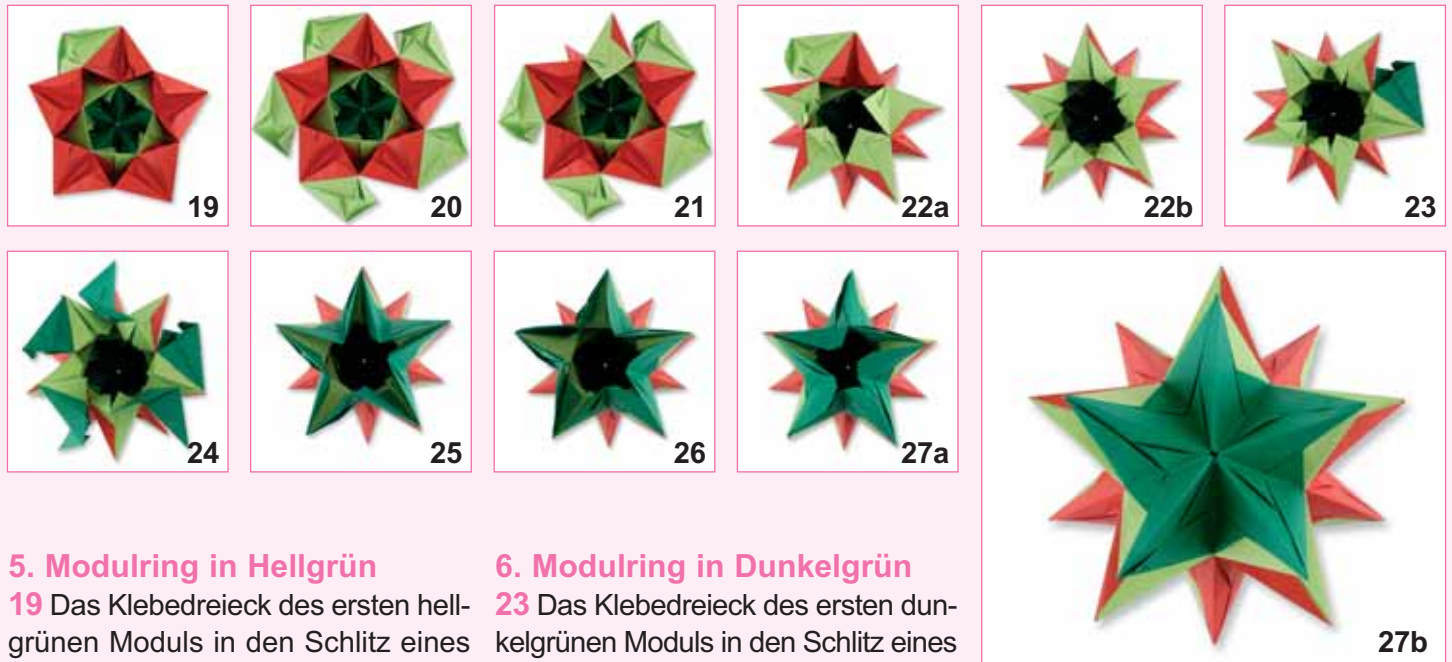 19
20
21
22a
22b
23
24
25
26
27a
27b
5. Modulring in Hellgrün
19 Das Klebedreieck des ersten hell-
grünen Moduls in den Schlitz eines
6. Modulring in Dunkelgrün
23 Das Klebedreieck des ersten dun-
kelgrünen Moduls in den Schlitz eines